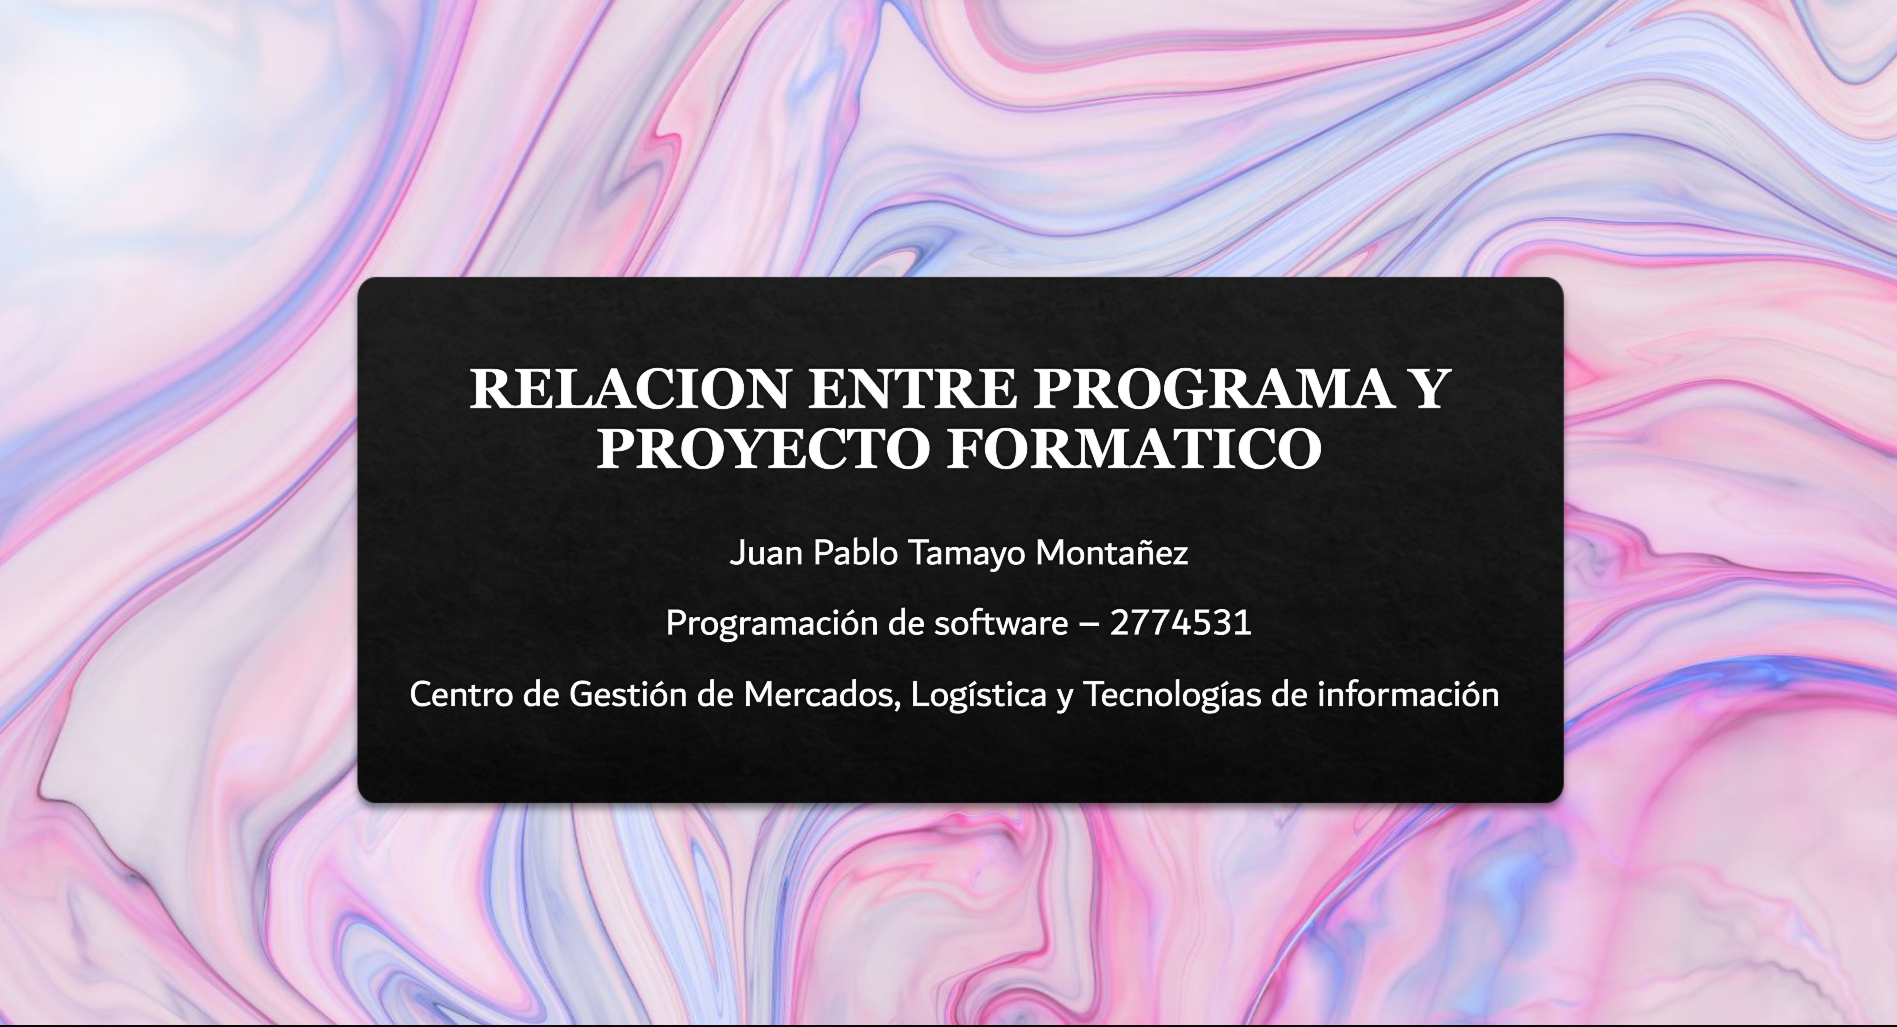 RELACION ENTRE PROGRAMA Y
PROYECTO FORMATICO
Juan Pablo Tamayo Montañez
Programación de software – 2774531
Centro de Gestión de Mercados, Logística y Tecnologías de información